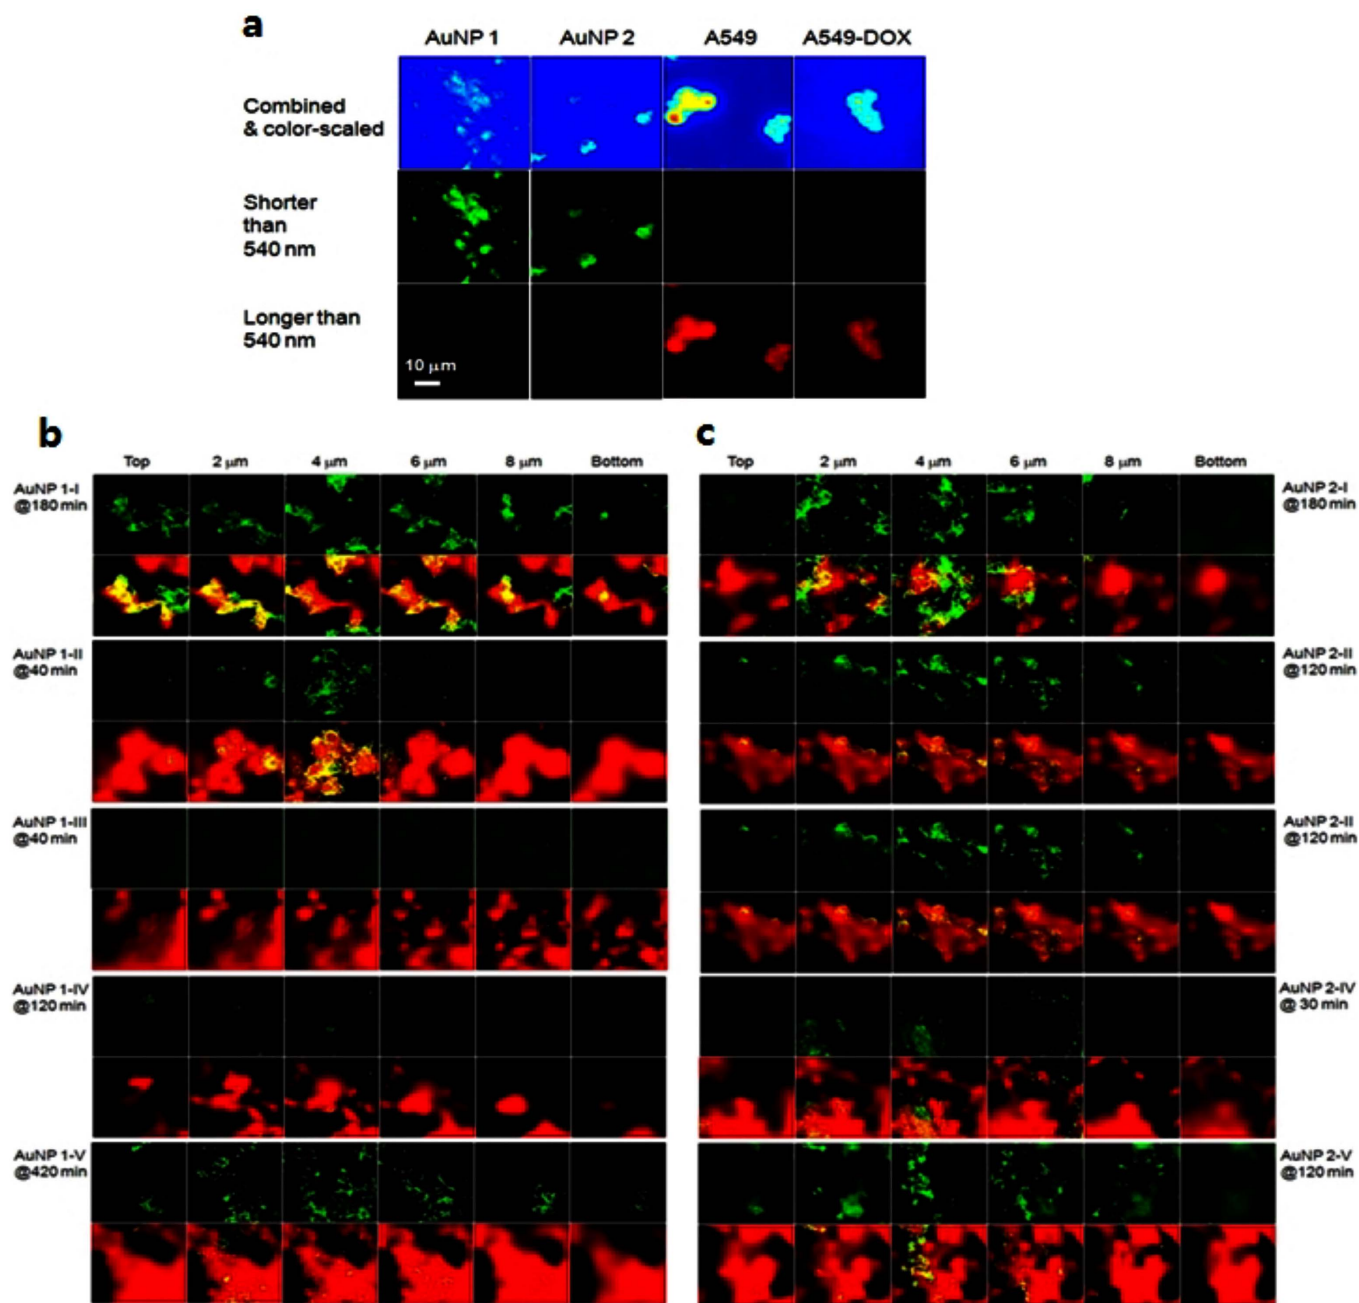 a
AuNP 1 AuNP 2 A549 A549-DOX
Combined
& color-scaled
Shorter
than
540 nm
Longer than
540 nm
10 μm
b
Top 2 μm 4 μm 6 μm 8 μm Bottom
AuNP 1-I
@180 min
AuNP 1-II
@40 min
AuNP 1-III
@40 min
AuNP 1-IV
@120 min
AuNP 1-V
@420 min
c
Top 2 μm 4 μm 6 μm 8 μm Bottom
AuNP 2-I
@180 min
AuNP 2-II
@120 min
AuNP 2-II
@120 min
AuNP 2-IV
@ 30 min
AuNP 2-V
@120 min